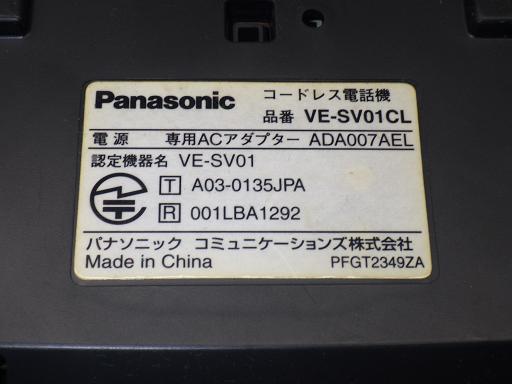 Panasonic コードレス電話機
品番 VE-SV01CL
電源 専用ACアダプター ADA007AEL
認定機器名 VE-SV01
T A03-0135JPA
R 001LBA1292
パナソニック コミュニケーションズ株式会社
Made in China PFGT2349ZA